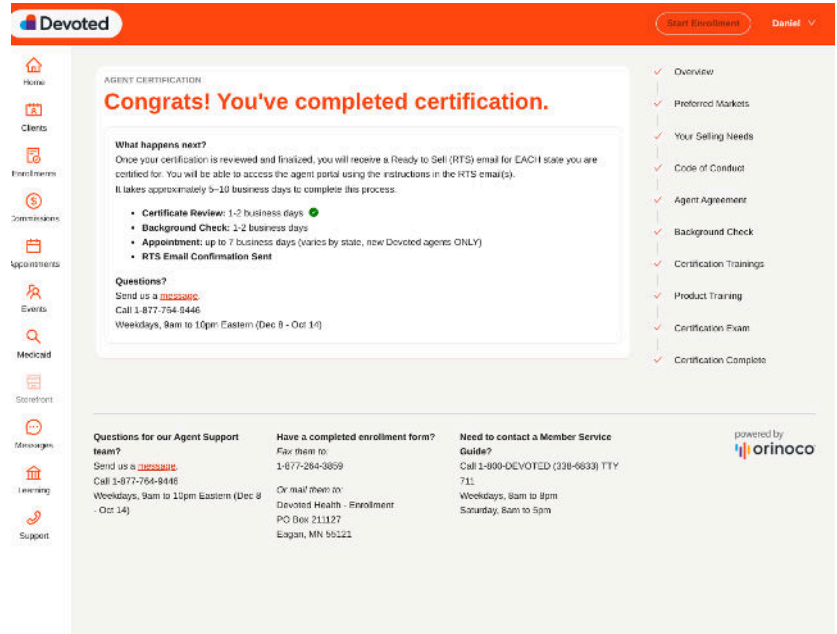 Devoted
Start Enrollment
Daniel
Home
Clients
Enrollments
Commissions
Appointments
Events
Medicaid
Storefront
Messages
Learning
Support
AGENT CERTIFICATION
Congrats! You've completed certification.
What happens next?
Once your certification is reviewed and finalized, you will receive a Ready to Sell (RTS) email for EACH state you are
certified for. You will be able to access the agent portal using the instructions in the RTS email(s).
It takes approximately 5–10 business days to complete this process.
• Certificate Review: 1-2 business days
• Background Check: 1-2 business days
• Appointment: up to 7 business days (varies by state, new Devoted agents ONLY)
• RTS Email Confirmation Sent
Questions?
Send us a message.
Call 1-877-764-9446
Weekdays, 9am to 10pm Eastern (Dec 8 - Oct 14)
Overview
Preferred Markets
Your Selling Needs
Code of Conduct
Agent Agreement
Background Check
Certification Trainings
Product Training
Certification Exam
Certification Complete
Questions for our Agent Support
team?
Send us a message.
Call 1-877-764-9446
Weekdays, 9am to 10pm Eastern (Dec 8
- Oct 14)
Have a completed enrollment form?
Fax them to:
1-877-264-3859
Or mail them to:
Devoted Health - Enrollment
PO Box 211127
Eagan, MN 55121
Need to contact a Member Service
Guide?
Call 1-800-DEVOTED (338-6833) TTY
711
Weekdays, 8am to 8pm
Saturday, 8am to 5pm
powered by
orinoco